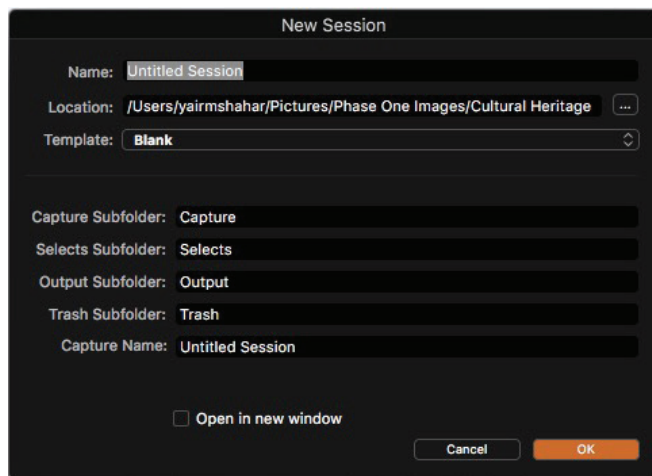 New Session
Name: Untitled Session
Location: /Users/yairmshahar/Pictures/Phase One Images/Cultural Heritage ...
Template: Blank
Capture Subfolder: Capture
Selects Subfolder: Selects
Output Subfolder: Output
Trash Subfolder: Trash
Capture Name: Untitled Session
Open in new window
Cancel OK